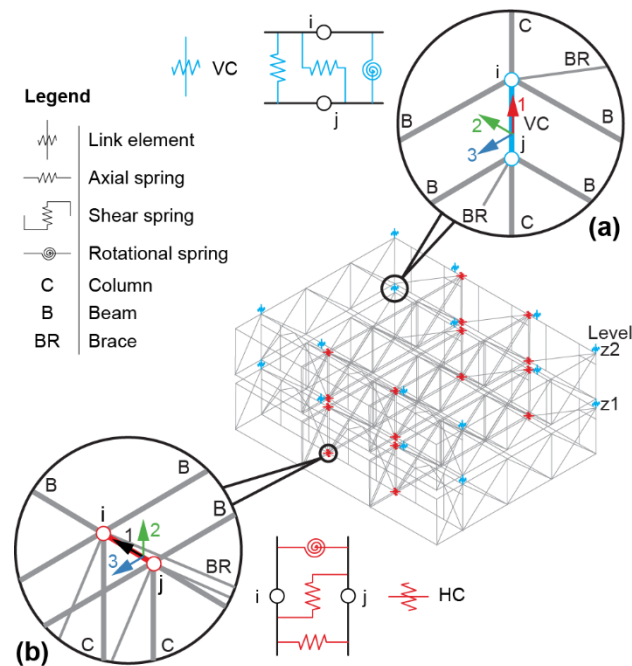 i
VC
j
Legend
Link element
Axial spring
Shear spring
Rotational spring
C Column
B Beam
BR Brace
C
BR
i
1
VC
2
B
B
3
j
B
B
BR
C
(a)
Level
z2
z1
B
i
B
1
2
3
BR
j
C
C
(b)
i
j
HC